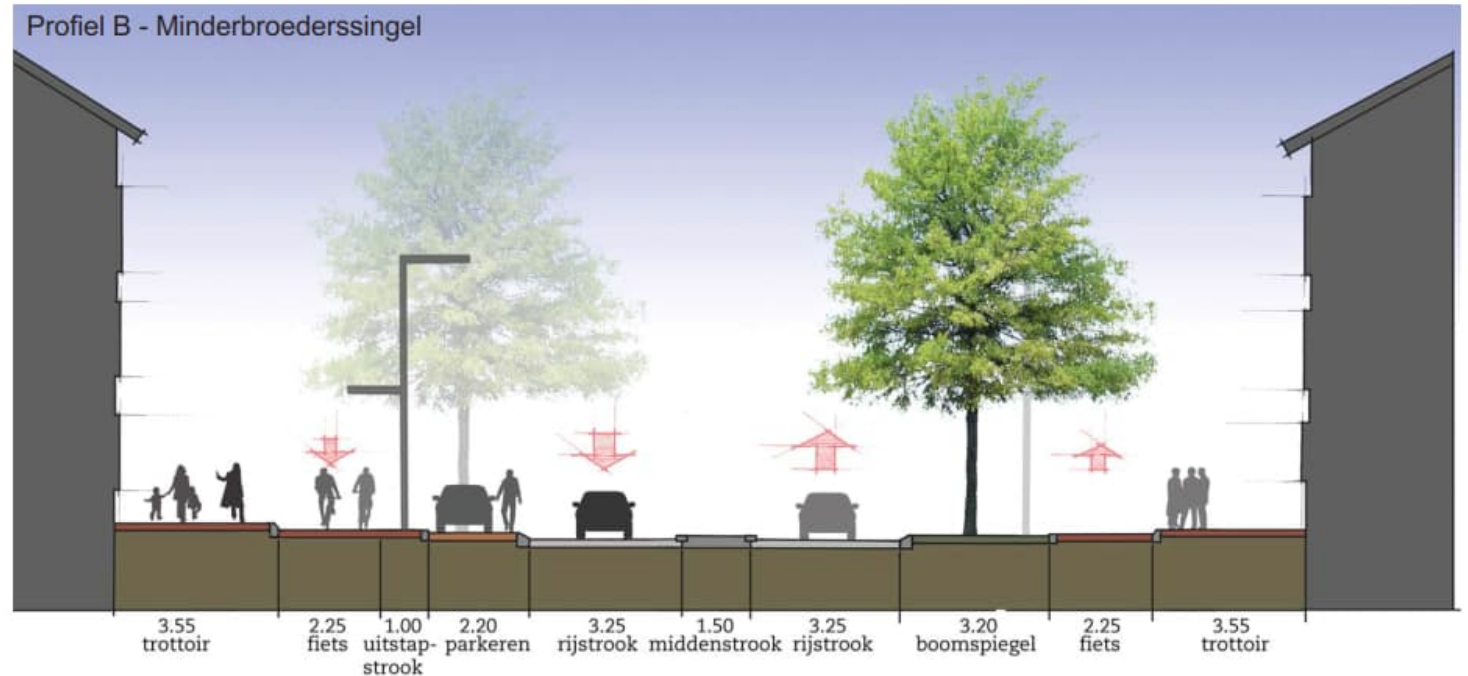 Profiel B - Minderbroederssingel
3.55 2.25 1.00 2.20 3.25 1.50 3.25 3.20 2.25 3.55
trottoir fiets uitstap- parkeren rijstrook middenstrook rijstrook boomspiegel fiets trottoir
strook